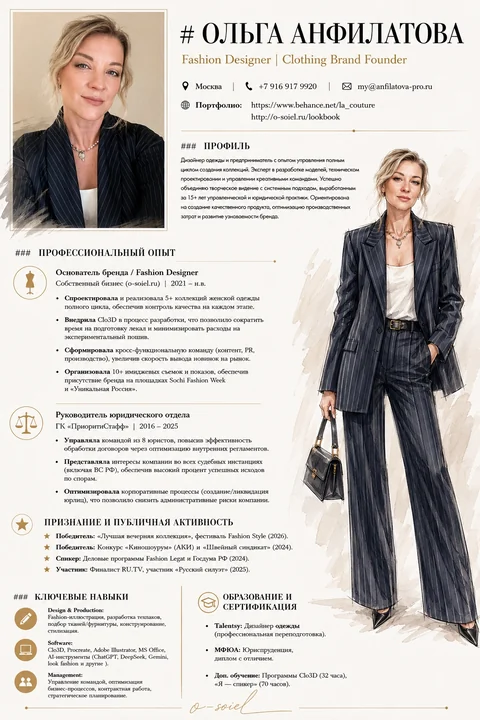 # ОЛЬГА АНФИЛАТОВА
Fashion Designer | Clothing Brand Founder
Москва | +7 916 917 9920 | my@anfilatova-pro.ru
Портфолио: https://www.behance.net/la_couture
http://o-soiel.ru/lookbook
### ПРОФИЛЬ
Дизайнер одежды и предприниматель с опытом управления полным
циклом создания коллекций. Эксперт в разработке моделей, техническом
проектировании и управлении креативными командами. Успешно
объединяю творческое видение с системным подходом, выработанным
за 15+ лет управленческой и юридической практики. Ориентирована
на создание качественного продукта, оптимизацию производственных
затрат и развитие узнаваемости бренда.
### ПРОФЕССИОНАЛЬНЫЙ ОПЫТ
Основатель бренда / Fashion Designer
Собственный бизнес (o-soiel.ru) | 2021 – н.в.
• Спроектировала и реализовала 5+ коллекций женской одежды
полного цикла, обеспечив контроль качества на каждом этапе.
• Внедрила Clo3D в процесс разработки, что позволило сократить
время на подготовку лекал и минимизировать расходы на
экспериментальный пошив.
• Сформировала кросс-функциональную команду (контент, PR,
производство), увеличив скорость вывода новинок на рынок.
• Организовала 10+ имиджевых съемок и показов, обеспечив
присутствие бренда на площадках Sochi Fashion Week
и «Уникальная Россия».
Руководитель юридического отдела
ГК «ПриоритиСтафф» | 2016 – 2025
• Управляла командой из 8 юристов, повысив эффективность
обработки договоров через оптимизацию внутренних регламентов.
• Представляла интересы компании во всех судебных инстанциях
(включая ВС РФ), обеспечив высокий процент успешных исходов
по спорам.
• Оптимизировала корпоративные процессы (создание/ликвидация
юрлиц), что позволило снизить административные риски компании.
ПРИЗНАНИЕ И ПУБЛИЧНАЯ АКТИВНОСТЬ
★ Победитель: «Лучшая вечерняя коллекция», фестиваль Fashion Style (2026).
★ Победитель: Конкурс «Киношоурум» (АКИ) и «Швейный синдикат» (2024).
★ Спикер: Деловые программы Fashion Legat и Госдума РФ (2024).
★ Участник: Финалист RU.TV, участник «Русский силуэт» (2025).
### КЛЮЧЕВЫЕ НАВЫКИ
Design & Production:
Fashion-иллюстрация, разработка техпаков,
подбор тканей/фурнитуры, конструирование,
стилизация.
Software:
Clo3D, Procreate, Adobe Illustrator, MS Office,
AI-инструменты (ChatGPT, DeepSeek, Gemini,
look fashion и другие ).
Management:
Управление командой, оптимизация
бизнес-процессов, контрактная работа,
стратегическое планирование.
ОБРАЗОВАНИЕ И
СЕРТИФИКАЦИЯ
• Talentsy: Дизайнер одежды
(профессиональная переподготовка).
• МФЮА: Юриспруденция,
диплом с отличием.
• Доп. обучение: Программы Clo3D (32 часа),
«Я — спикер» (70 часов).
o-soiel